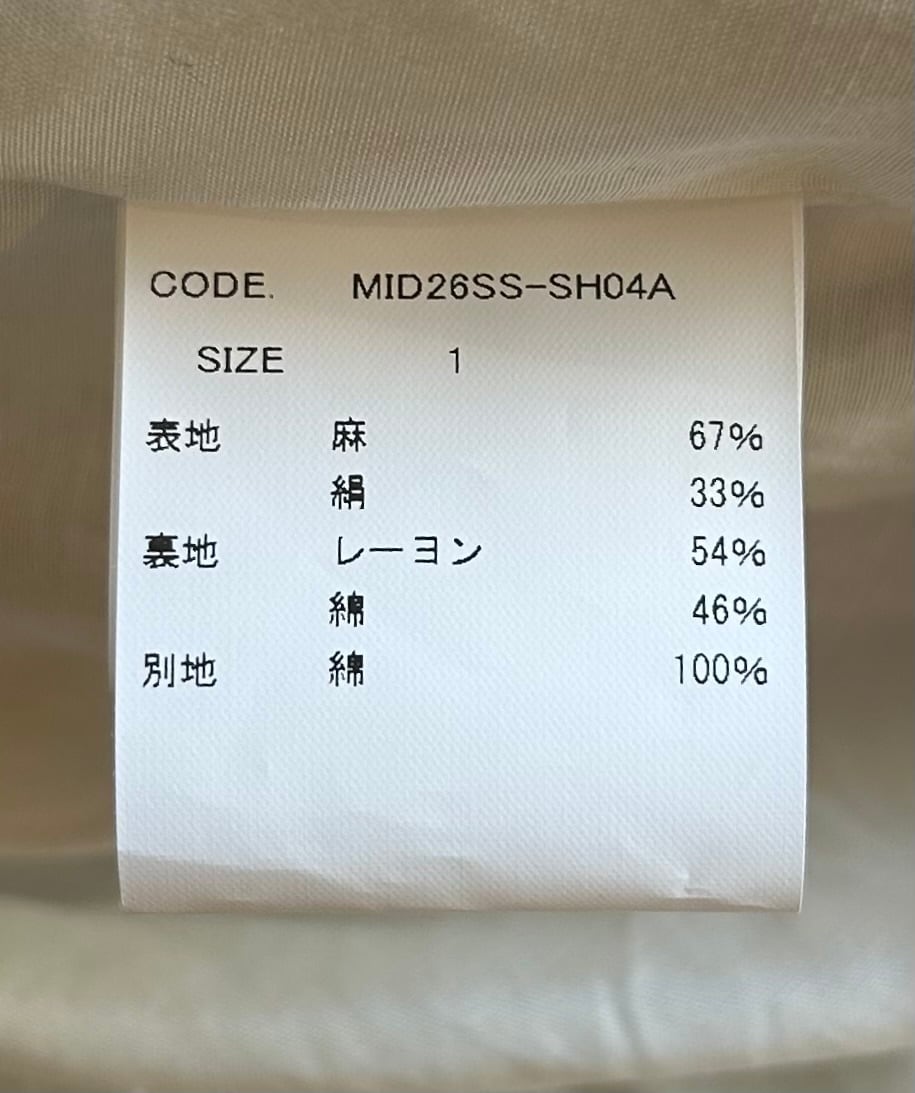 CODE. MID26SS-SH04A
SIZE 1
表地 麻 67%
絹 33%
裏地 レーヨン 54%
綿 46%
別地 綿 100%